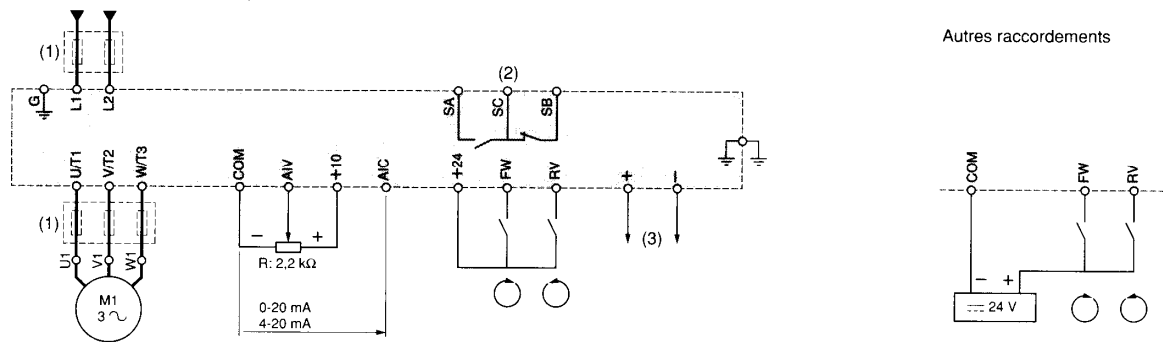 Autres raccordements
(1)
G
L1
L2
(2)
SA
SC
SB
U/T1
V/T2
W/T3
COM
AIV
+10
AIC
+24
FW
RV
+
−
(1)
− +
R: 2,2 kΩ
(3)
U1
V1
W1
M1
3
0-20 mA
4-20 mA
COM
FW
RV
− +
24 V